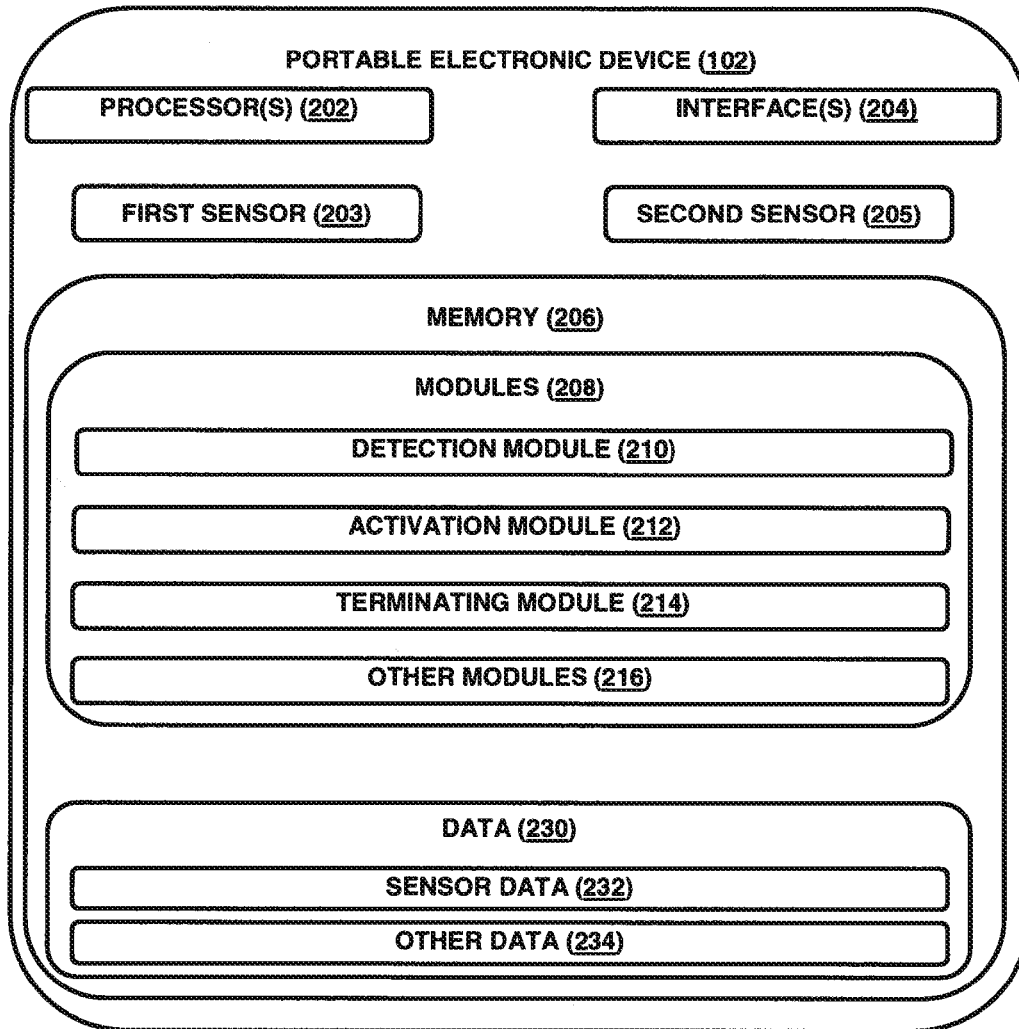 PORTABLE ELECTRONIC DEVICE (102)
PROCESSOR(S) (202)
INTERFACE(S) (204)
FIRST SENSOR (203)
SECOND SENSOR (205)
MEMORY (206)
MODULES (208)
DETECTION MODULE (210)
ACTIVATION MODULE (212)
TERMINATING MODULE (214)
OTHER MODULES (216)
DATA (230)
SENSOR DATA (232)
OTHER DATA (234)